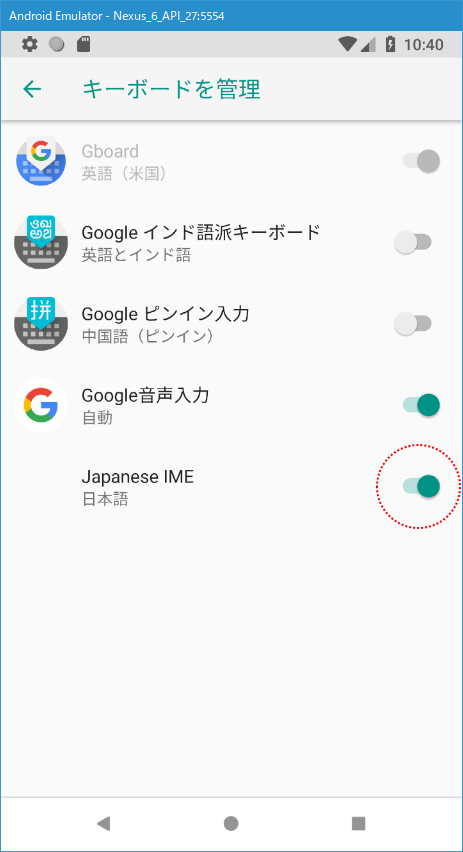 Android Emulator - Nexus_6_API_27:5554
10:40
キーボードを管理
Gboard
英語（米国）
Google インド語派キーボード
英語とインド語
Google ピンイン入力
中国語（ピンイン）
拼
Google音声入力
自動
Japanese IME
日本語